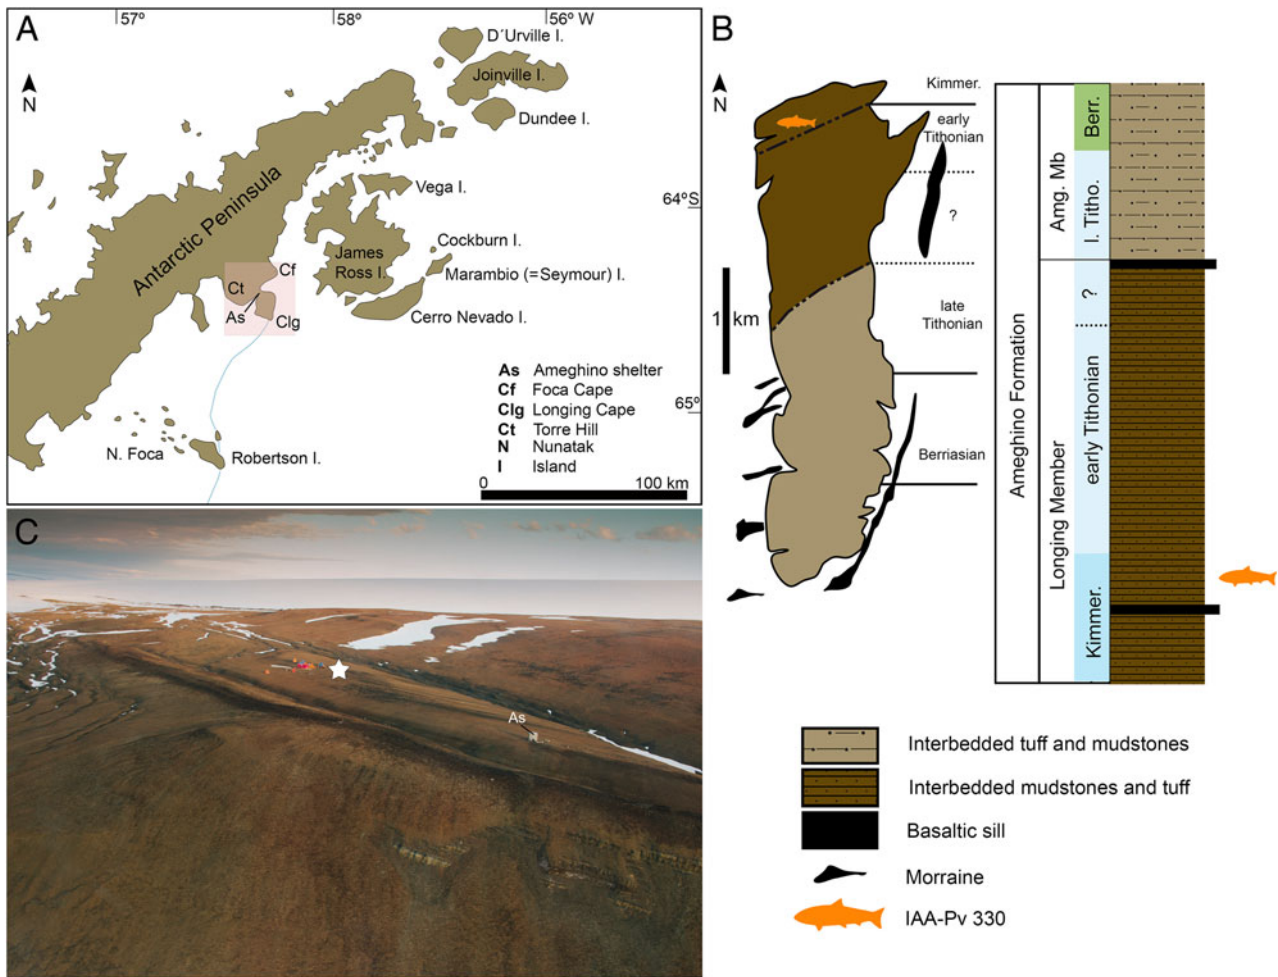 A
57°
58°
56° W
N
D´Urville I.
Joinville I.
Dundee I.
Antarctic Peninsula
Vega I.
64°S
James
Ross I.
Cockburn I.
Marambio (=Seymour) I.
Cerro Nevado I.
Cf
Ct
As
Clg
65°
N. Foca
Robertson I.
As Ameghino shelter
Cf Foca Cape
Clg Longing Cape
Ct Torre Hill
N Nunatak
I Island
0 100 km
B
N
Kimmer.
early
Tithonian
?
late
Tithonian
Berriasian
1 km
Ameghino Formation
Amg. Mb
Longing Member
Berr.
l. Titho.
?
early Tithonian
Kimmer.
Interbedded tuff and mudstones
Interbedded mudstones and tuff
Basaltic sill
Morraine
IAA-Pv 330
C
As